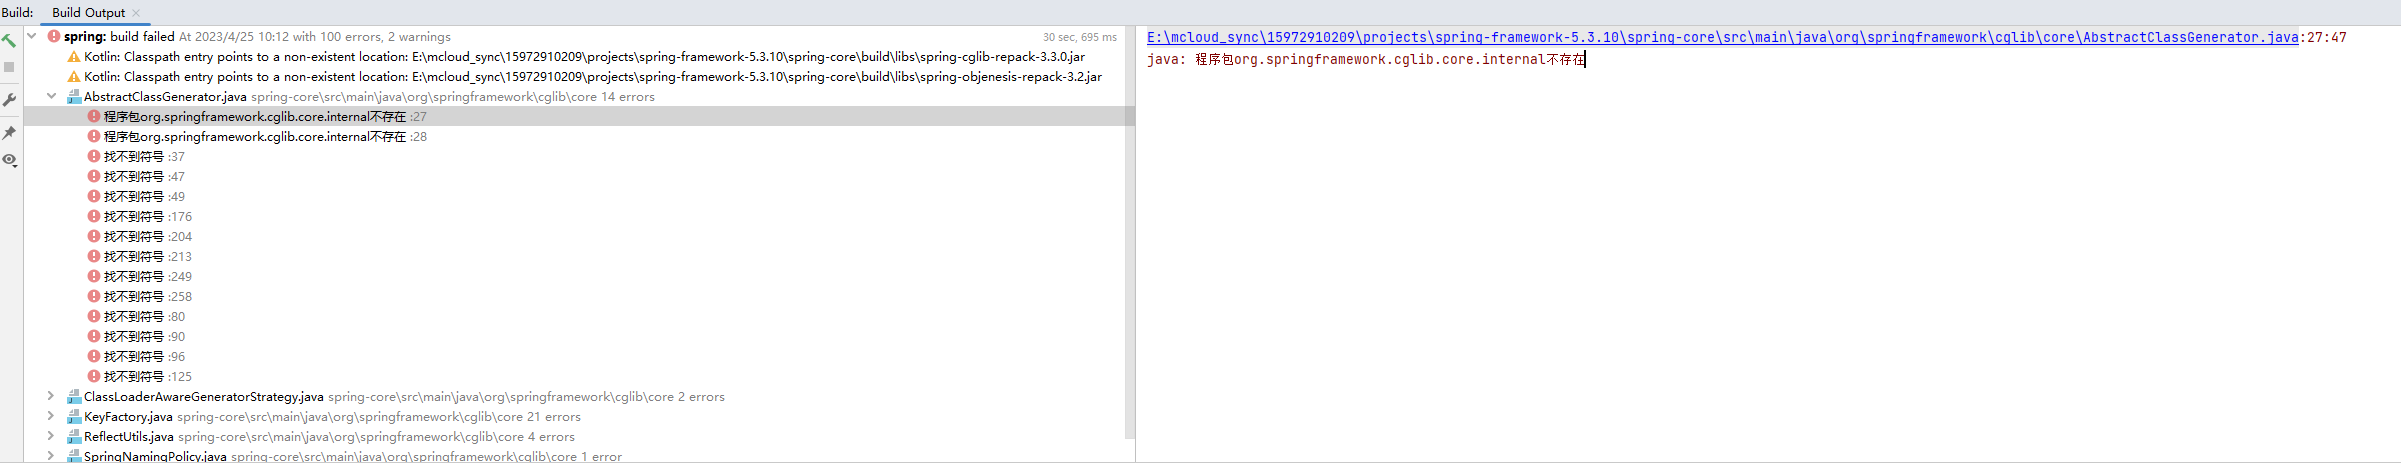 Build: Build Output
spring: build failed At 2023/4/25 10:12 with 100 errors, 2 warnings 30 sec, 695 ms
Kotlin: Classpath entry points to a non-existent location: E:\mcloud_sync\15972910209\projects\spring-framework-5.3.10\spring-core\build\libs\spring-cglib-repack-3.3.0.jar
Kotlin: Classpath entry points to a non-existent location: E:\mcloud_sync\15972910209\projects\spring-framework-5.3.10\spring-core\build\libs\spring-objenesis-repack-3.2.jar
AbstractClassGenerator.java spring-core\src\main\java\org\springframework\cglib\core 14 errors
程序包org.springframework.cglib.core.internal不存在 :27
程序包org.springframework.cglib.core.internal不存在 :28
找不到符号 :37
找不到符号 :47
找不到符号 :49
找不到符号 :176
找不到符号 :204
找不到符号 :213
找不到符号 :249
找不到符号 :258
找不到符号 :80
找不到符号 :90
找不到符号 :96
找不到符号 :125
ClassLoaderAwareGeneratorStrategy.java spring-core\src\main\java\org\springframework\cglib\core 2 errors
KeyFactory.java spring-core\src\main\java\org\springframework\cglib\core 21 errors
ReflectUtils.java spring-core\src\main\java\org\springframework\cglib\core 4 errors
SpringNamingPolicy.java spring-core\src\main\java\org\springframework\cglib\core 1 error
E:\mcloud_sync\15972910209\projects\spring-framework-5.3.10\spring-core\src\main\java\org\springframework\cglib\core\AbstractClassGenerator.java:27:47
java: 程序包org.springframework.cglib.core.internal不存在